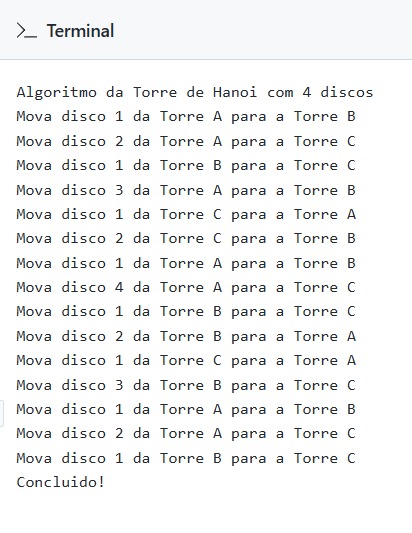 Terminal
Algoritmo da Torre de Hanoi com 4 discos
Mova disco 1 da Torre A para a Torre B
Mova disco 2 da Torre A para a Torre C
Mova disco 1 da Torre B para a Torre C
Mova disco 3 da Torre A para a Torre B
Mova disco 1 da Torre C para a Torre A
Mova disco 2 da Torre C para a Torre B
Mova disco 1 da Torre A para a Torre B
Mova disco 4 da Torre A para a Torre C
Mova disco 1 da Torre B para a Torre C
Mova disco 2 da Torre B para a Torre A
Mova disco 1 da Torre C para a Torre A
Mova disco 3 da Torre B para a Torre C
Mova disco 1 da Torre A para a Torre B
Mova disco 2 da Torre A para a Torre C
Mova disco 1 da Torre B para a Torre C
Concluido!